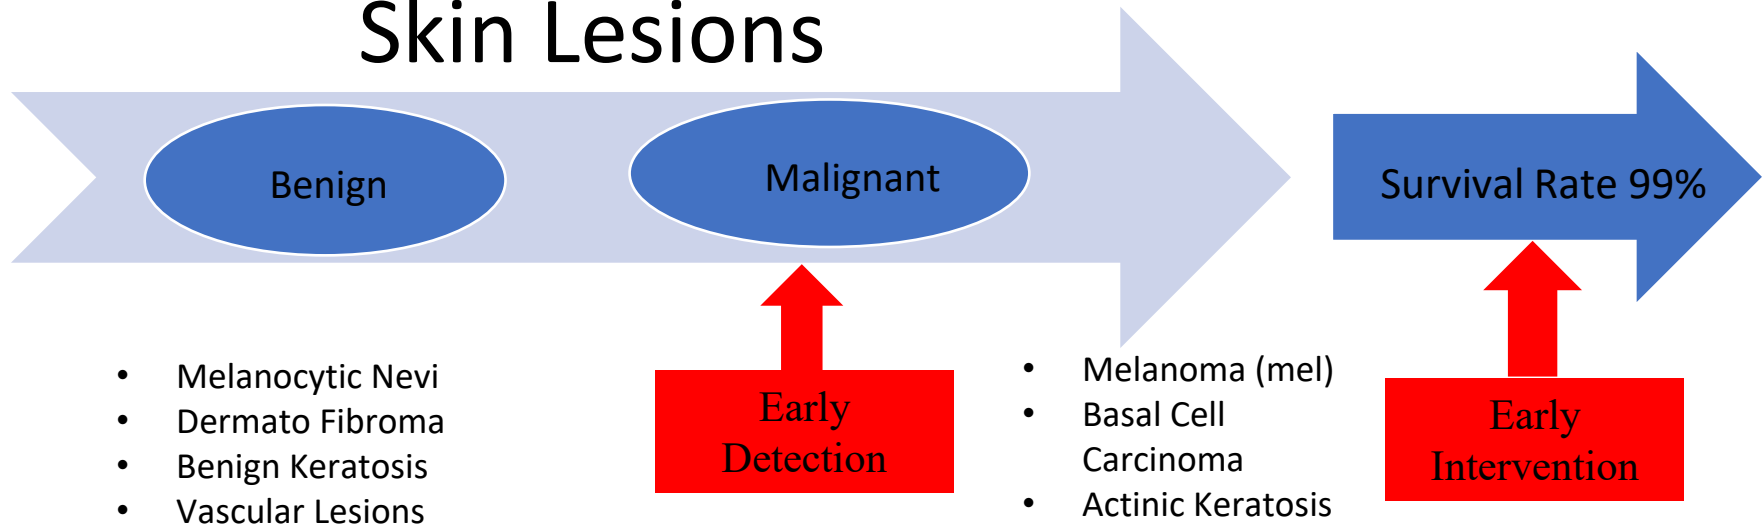 Skin Lesions
Benign
Malignant
Survival Rate 99%
• Melanocytic Nevi
• Dermato Fibroma
• Benign Keratosis
• Vascular Lesions
Early
Detection
• Melanoma (mel)
• Basal Cell
Carcinoma
• Actinic Keratosis
Early
Intervention